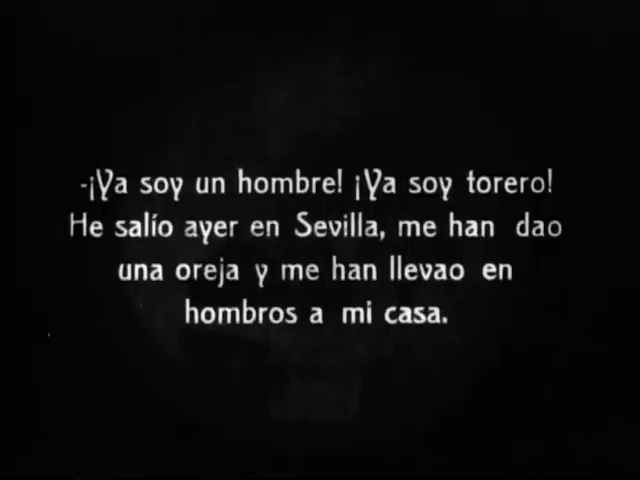 -¡Ya soy un hombre! ¡Ya soy torero!
He salío ayer en Sevilla, me han dao
una oreja y me han llevao en
hombros a mi casa.